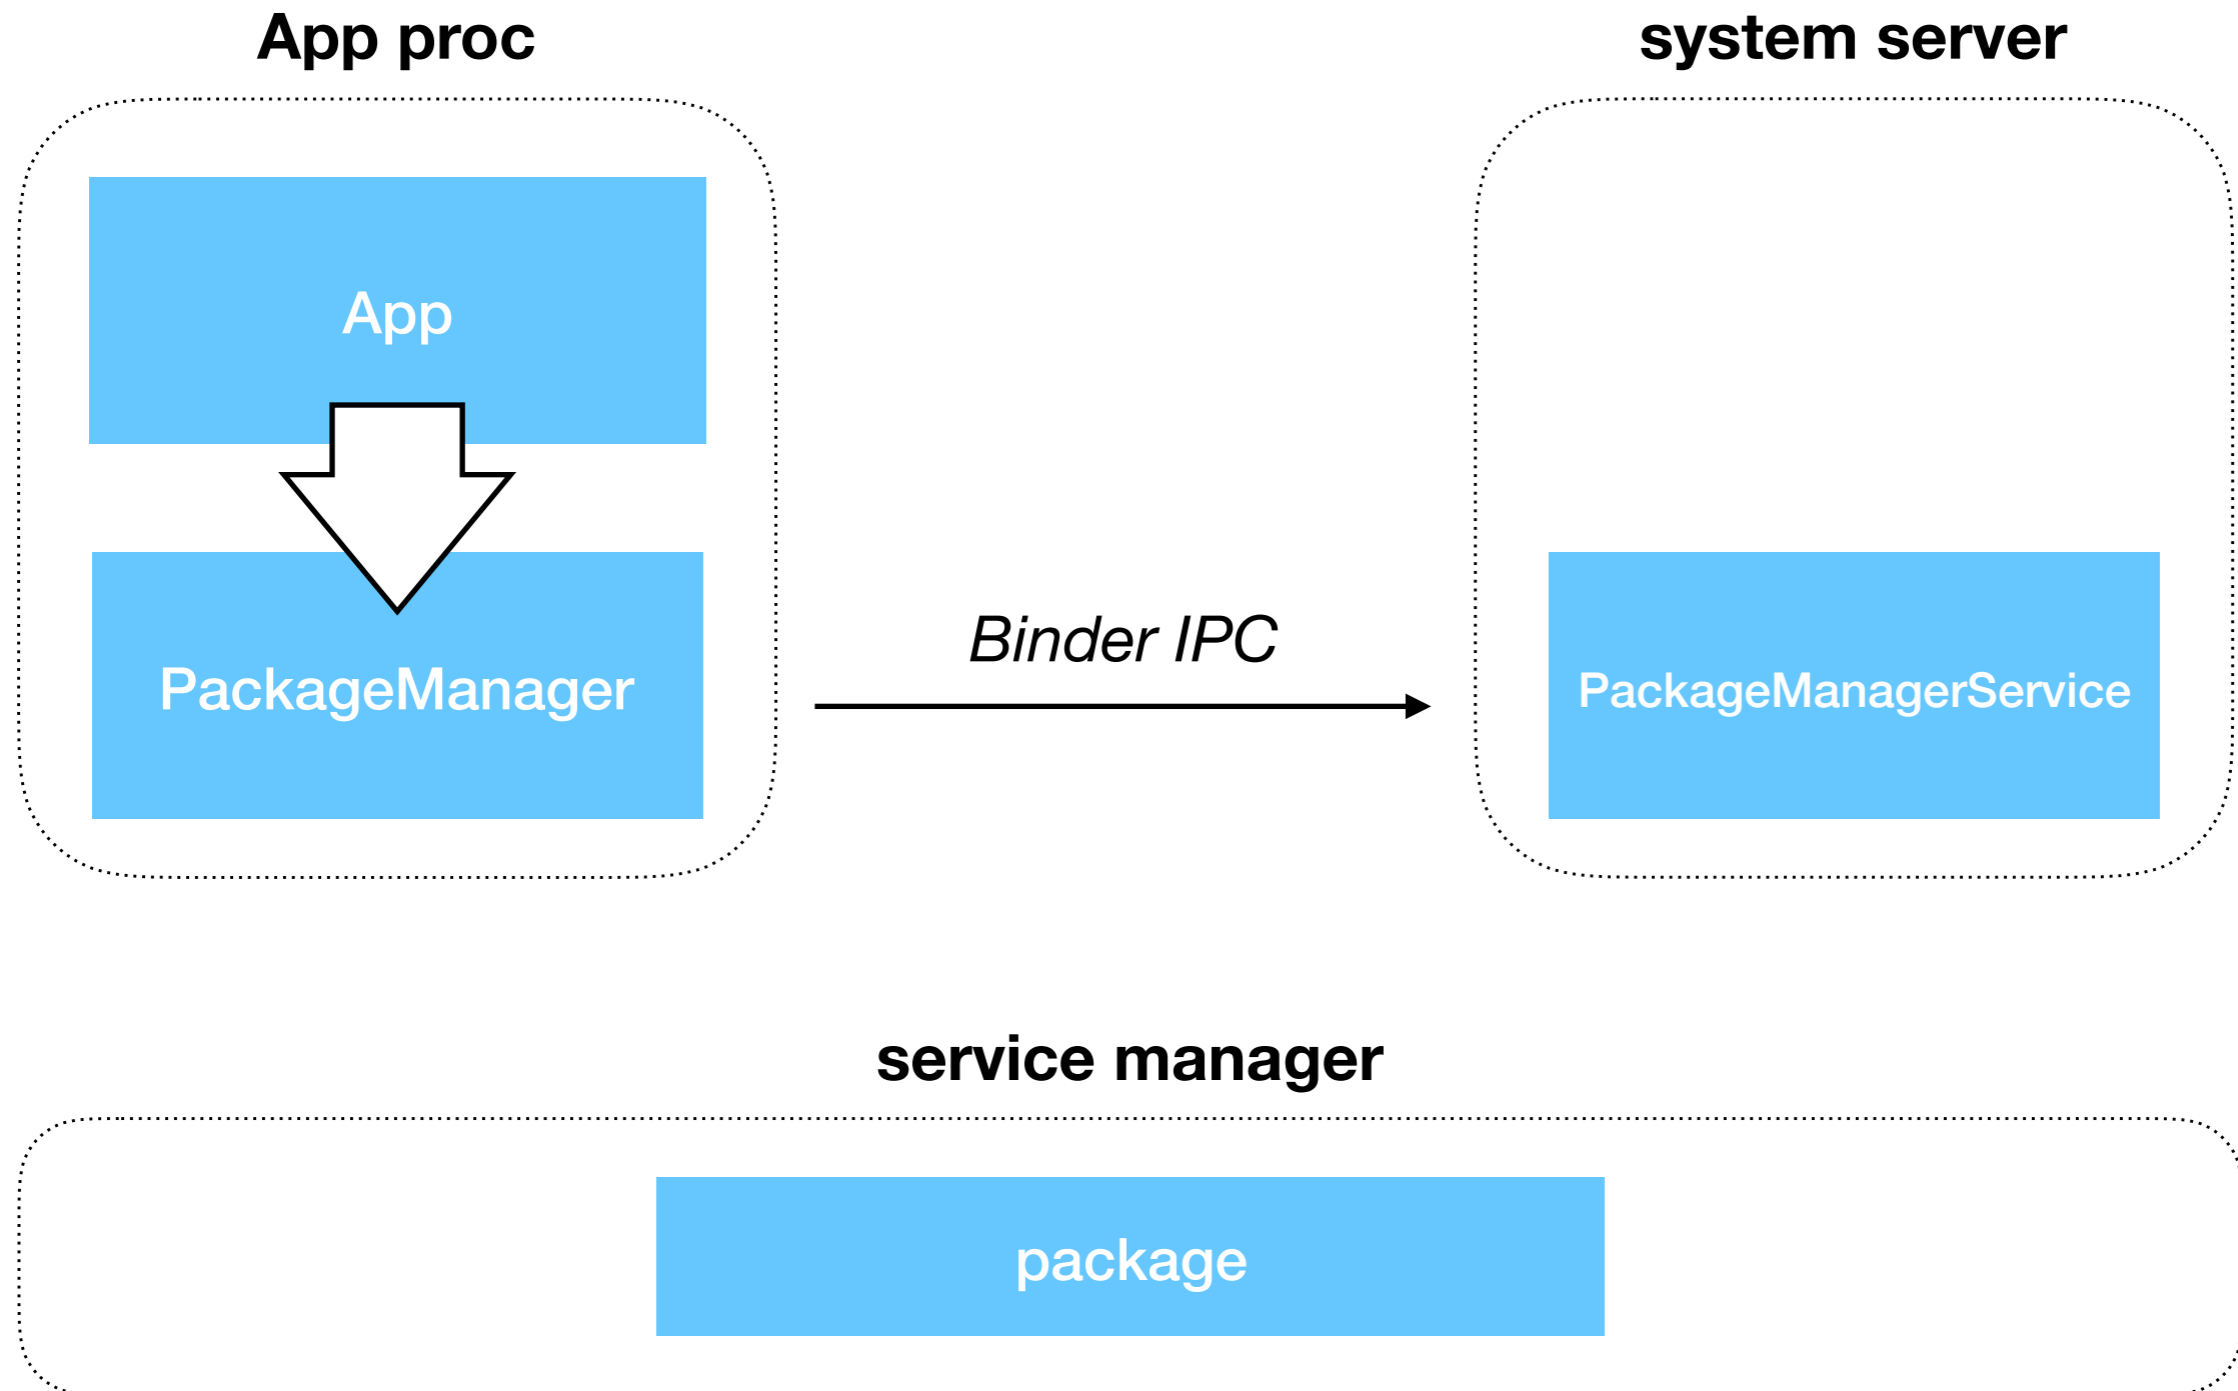 App proc
system server
App
PackageManager
Binder IPC
PackageManagerService
service manager
package